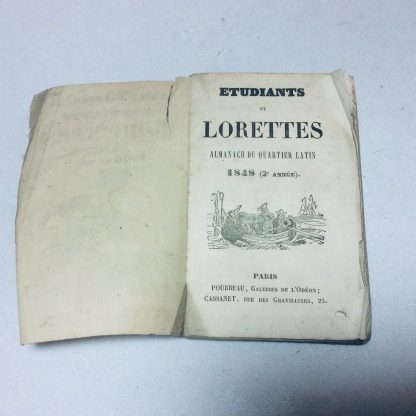 ETUDIANTS
ET
LORETTES
ALMANACH DU QUARTIER LATIN
1848 (2e ANNÉE).
PARIS
POURREAU, GALERIES DE L'ODÉON;
CASSANET, RUE DES GRAVILLIERS, 25.